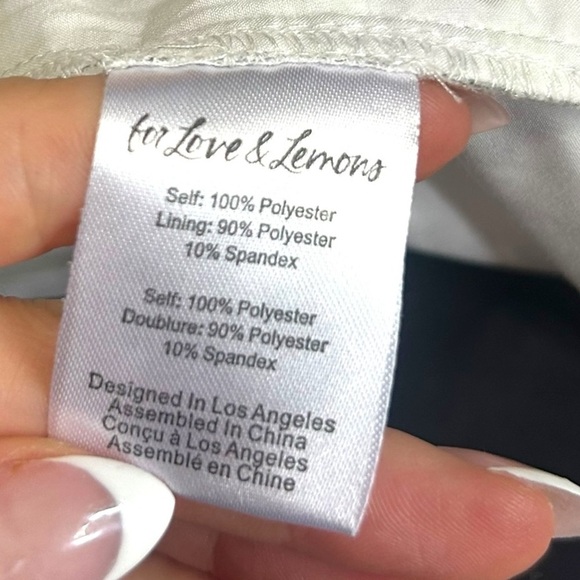 for Love & Lemons
Self: 100% Polyester
Lining: 90% Polyester
10% Spandex
Self: 100% Polyester
Doublure: 90% Polyester
10% Spandex
Designed In Los Angeles
Assembled In China
Conçu à Los Angeles
Assemblé en Chine